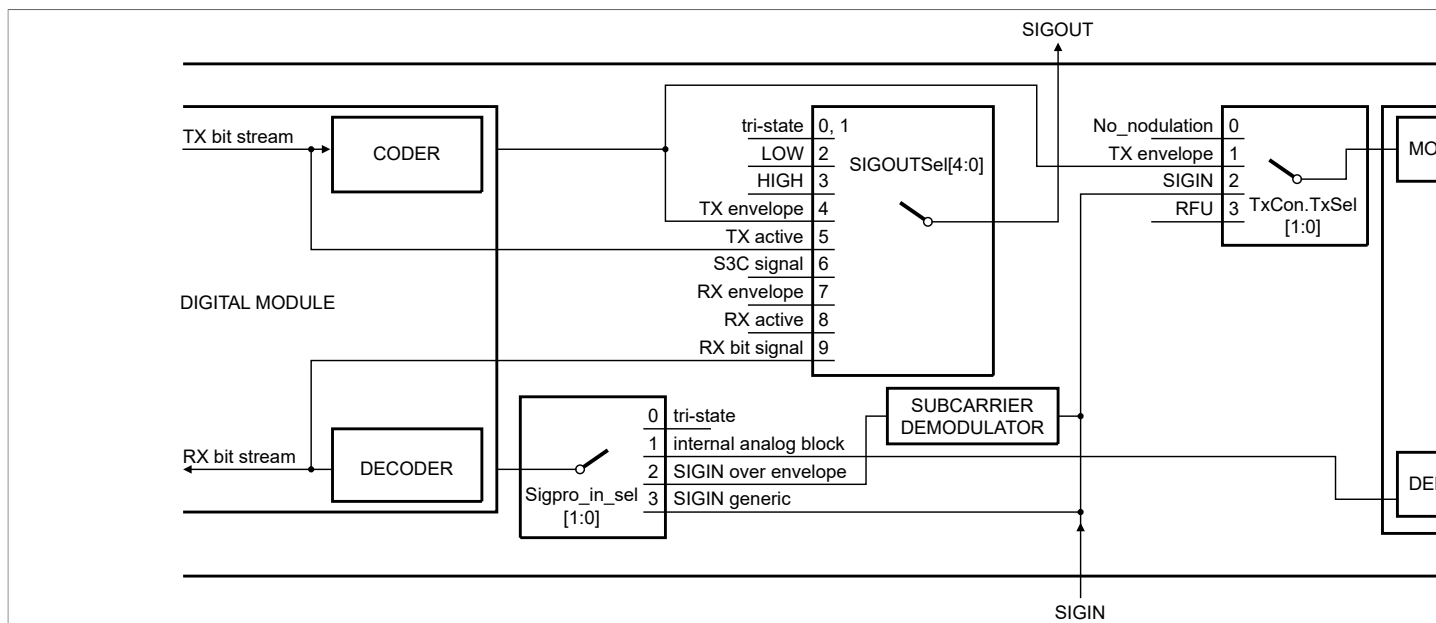 SIGOUT
TX bit stream
CODER
tri-state 0, 1
LOW 2
HIGH 3
TX envelope 4
TX active 5
S3C signal 6
RX envelope 7
RX active 8
RX bit signal 9
SIGOUTSel[4:0]
No_nodulation 0
TX envelope 1
SIGIN 2
RFU 3
TxCon.TxSel
[1:0]
MO
DIGITAL MODULE
SUBCARRIER
DEMODULATOR
0 tri-state
1 internal analog block
2 SIGIN over envelope
3 SIGIN generic
Sigpro_in_sel
[1:0]
RX bit stream
DECODER
SIGIN